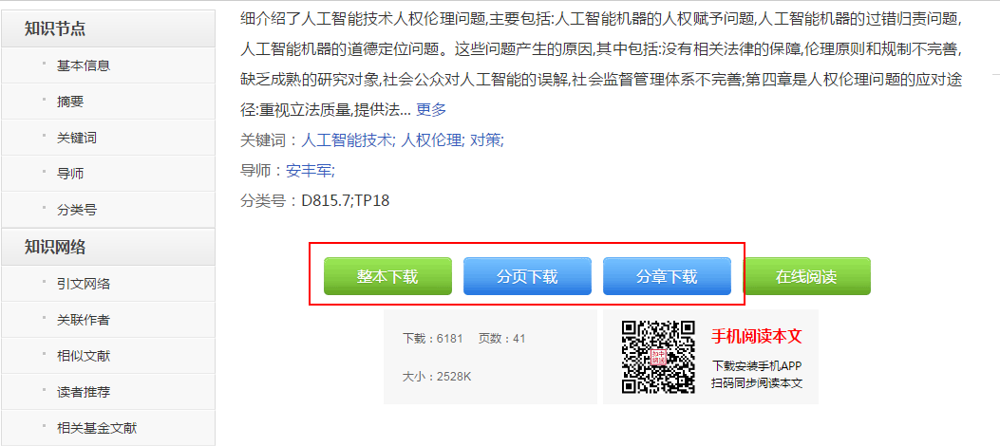 知识节点
基本信息
摘要
关键词
导师
分类号
知识网络
引文网络
关联作者
相似文献
读者推荐
相关基金文献
细介绍了人工智能技术人权伦理问题,主要包括:人工智能机器的人权赋予问题,人工智能机器的过错归责问题,
人工智能机器的道德定位问题。这些问题产生的原因,其中包括:没有相关法律的保障,伦理原则和规制不完善,
缺乏成熟的研究对象,社会公众对人工智能的误解,社会监督管理体系不完善;第四章是人权伦理问题的应对途
径:重视立法质量,提供法... 更多
关键词：人工智能技术; 人权伦理; 对策;
导师：安丰军;
分类号：D815.7;TP18
整本下载 分页下载 分章下载 在线阅读
下载：6181 页数：41
大小：2528K
手机阅读本文
下载安装手机APP
扫码同步阅读本文